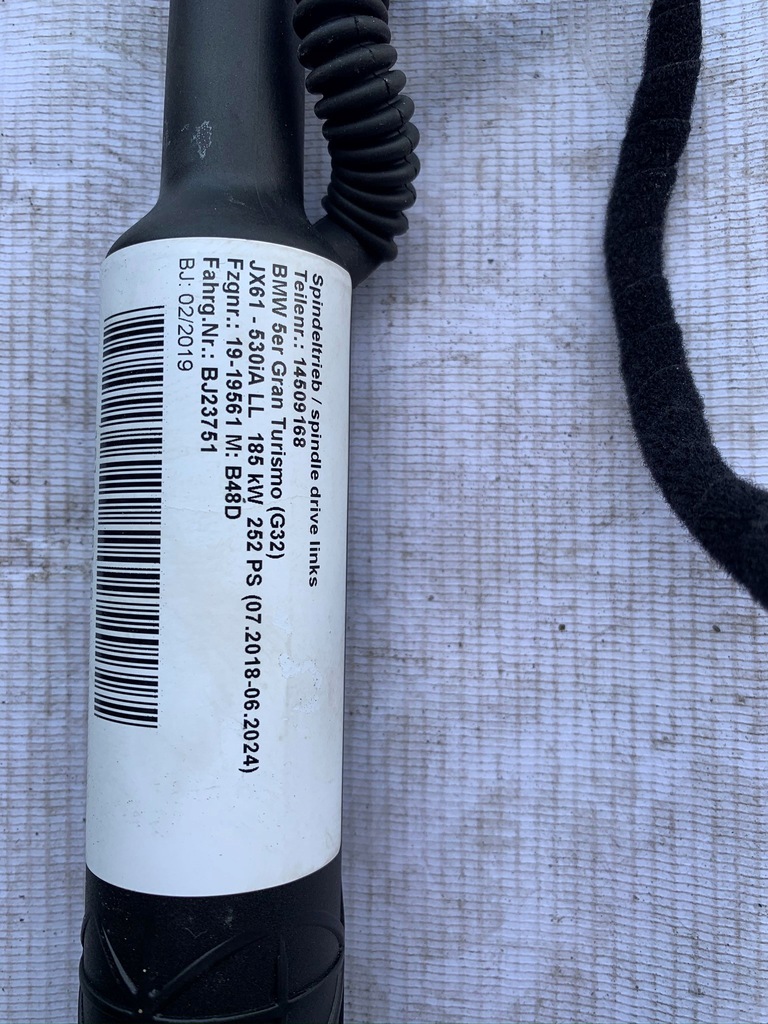 Spindeltrieb / spindle drive links
Teilenr.: 14509168
BMW 5er Gran Turismo (G32)
JX61 - 530iA LL 185 kW 252 PS (07.2018-06.2024)
Fzgnr.: 19-19561 M: B48D
Fahrg.Nr.: BJ23751
BJ: 02/2019